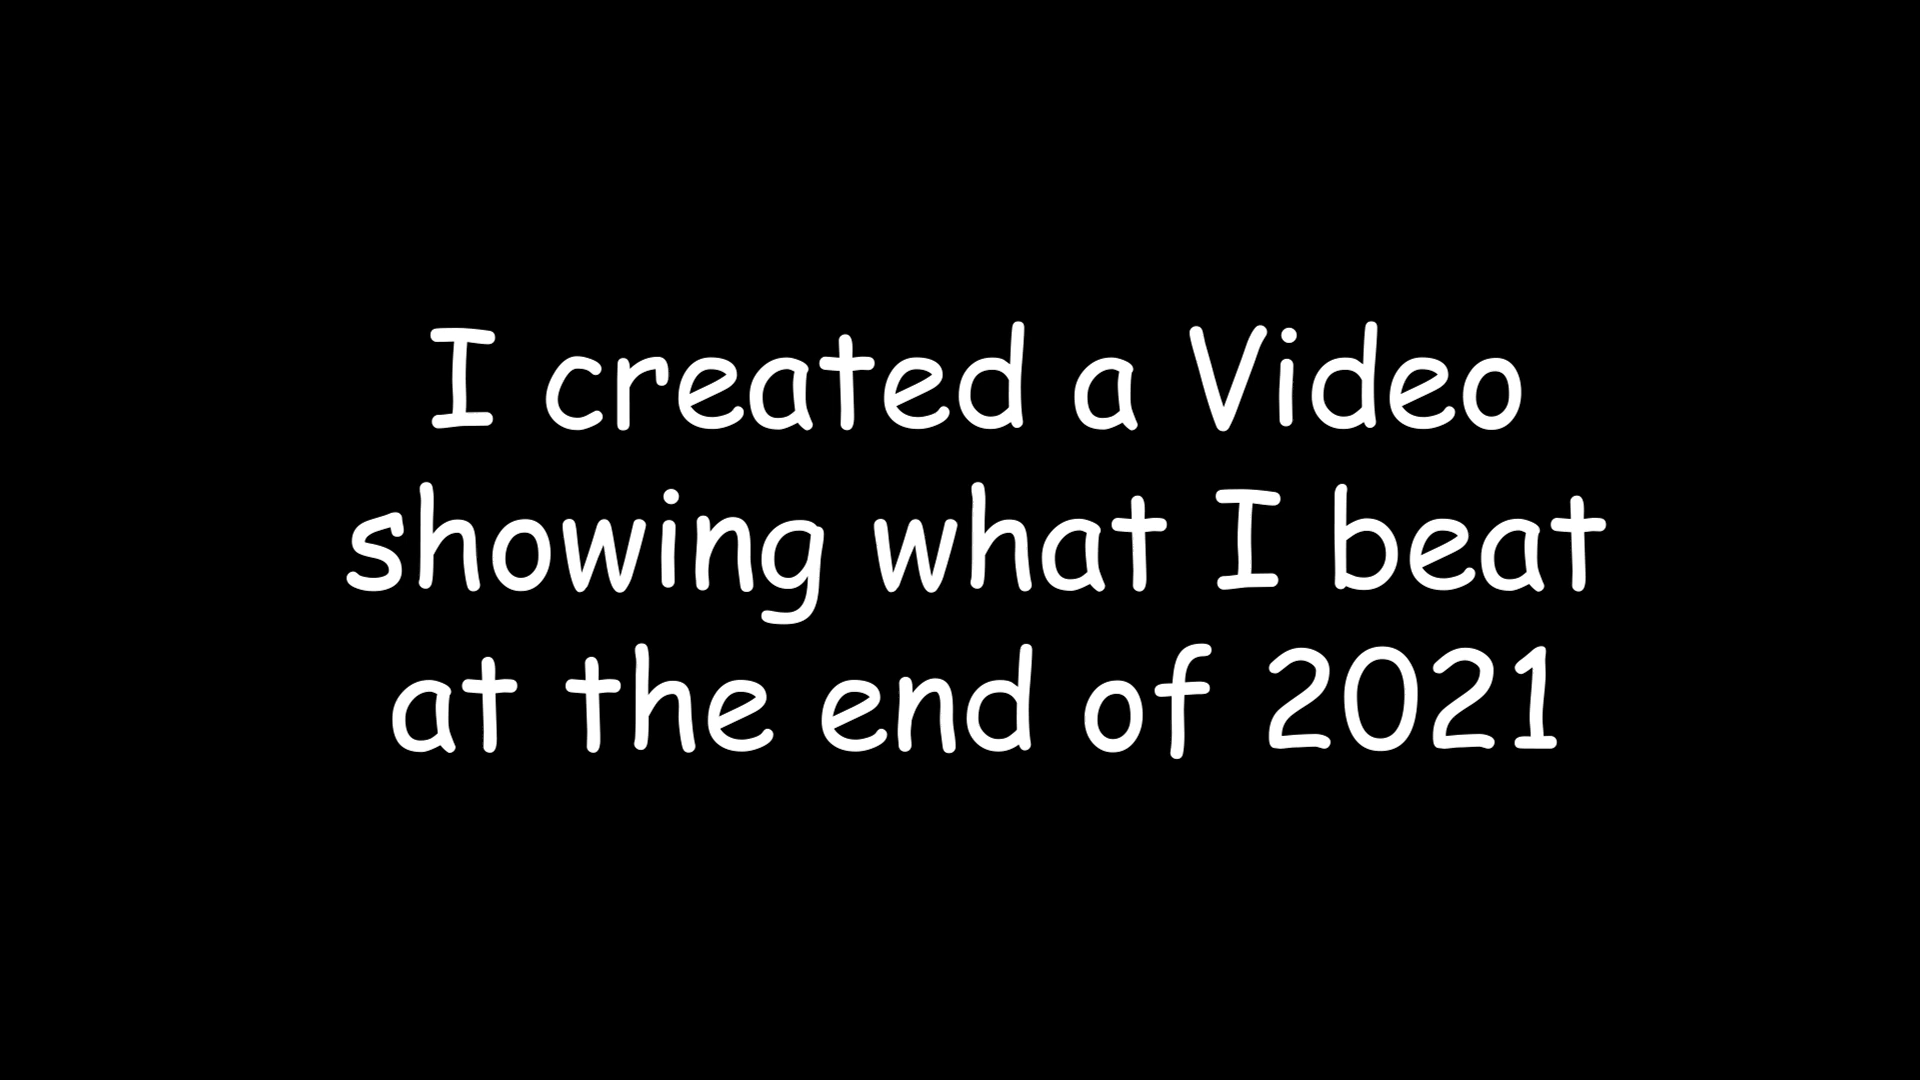 I created a Video
showing what I beat
at the end of 2021